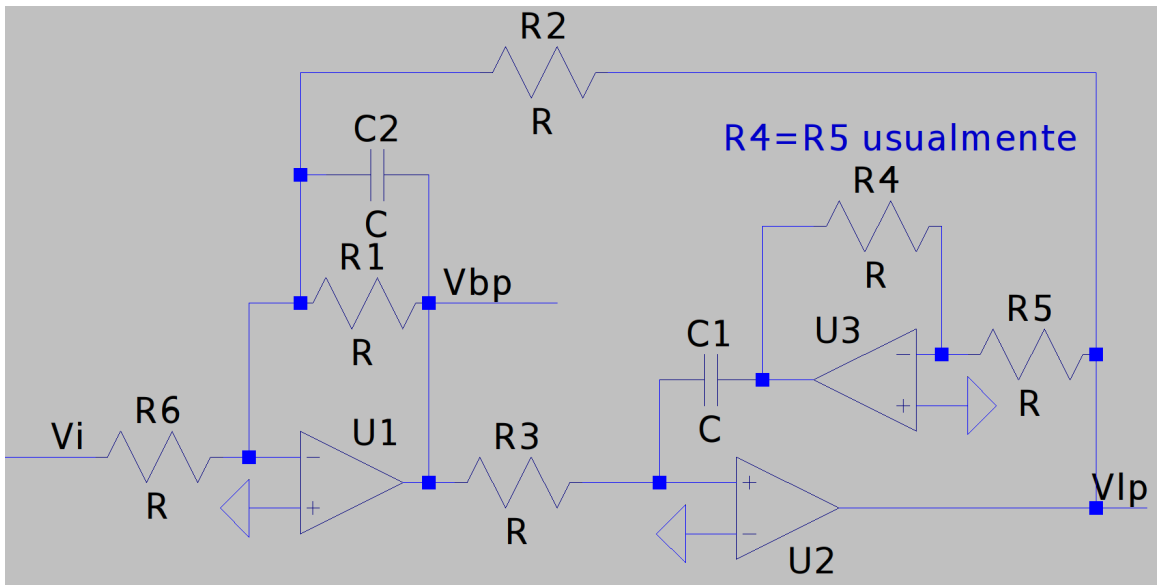 R2
R
C2
C
R4=R5 usualmente
R4
R
R1
R
Vbp
C1
C
U3
R5
R
Vi
R6
R
U1
R3
R
U2
Vlp